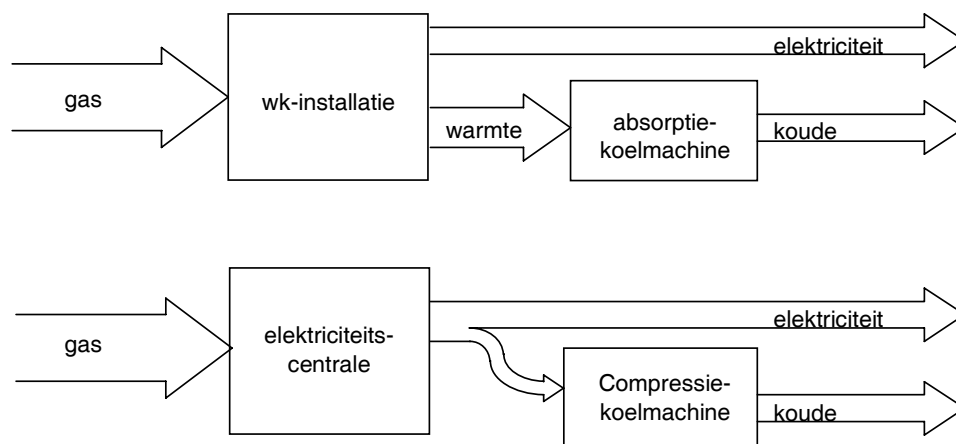 elektriciteit
gas
wk-installatie
warmte
absorptie-
koelmachine
koude
elektriciteit
gas
elektriciteits-
centrale
Compressie-
koelmachine
koude